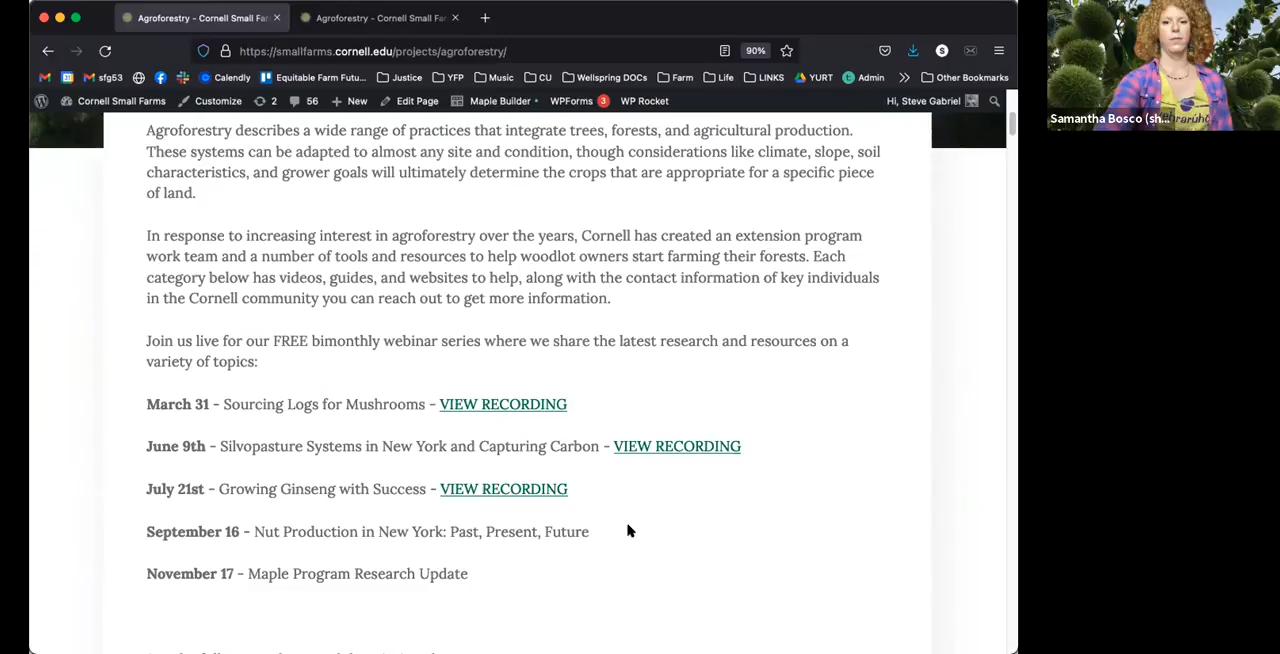 Agroforestry - Cornell Small Far
Agroforestry - Cornell Small Far
https://smallfarms.cornell.edu/projects/agroforestry/
90%
S
sfg53
Calendly
Equitable Farm Futu...
Justice
YFP
Music
CU
Wellspring DOCs
Farm
Life
LINKS
YURT
Admin
Other Bookmarks
Cornell Small Farms
Customize
2
56
New
Edit Page
Maple Builder
WPForms 3
WP Rocket
Hi, Steve Gabriel
Samantha Bosco (sh...
Agroforestry describes a wide range of practices that integrate trees, forests, and agricultural production.
These systems can be adapted to almost any site and condition, though considerations like climate, slope, soil
characteristics, and grower goals will ultimately determine the crops that are appropriate for a specific piece
of land.
In response to increasing interest in agroforestry over the years, Cornell has created an extension program
work team and a number of tools and resources to help woodlot owners start farming their forests. Each
category below has videos, guides, and websites to help, along with the contact information of key individuals
in the Cornell community you can reach out to get more information.
Join us live for our FREE bimonthly webinar series where we share the latest research and resources on a
variety of topics:
March 31 - Sourcing Logs for Mushrooms - VIEW RECORDING
June 9th - Silvopasture Systems in New York and Capturing Carbon - VIEW RECORDING
July 21st - Growing Ginseng with Success - VIEW RECORDING
September 16 - Nut Production in New York: Past, Present, Future
November 17 - Maple Program Research Update